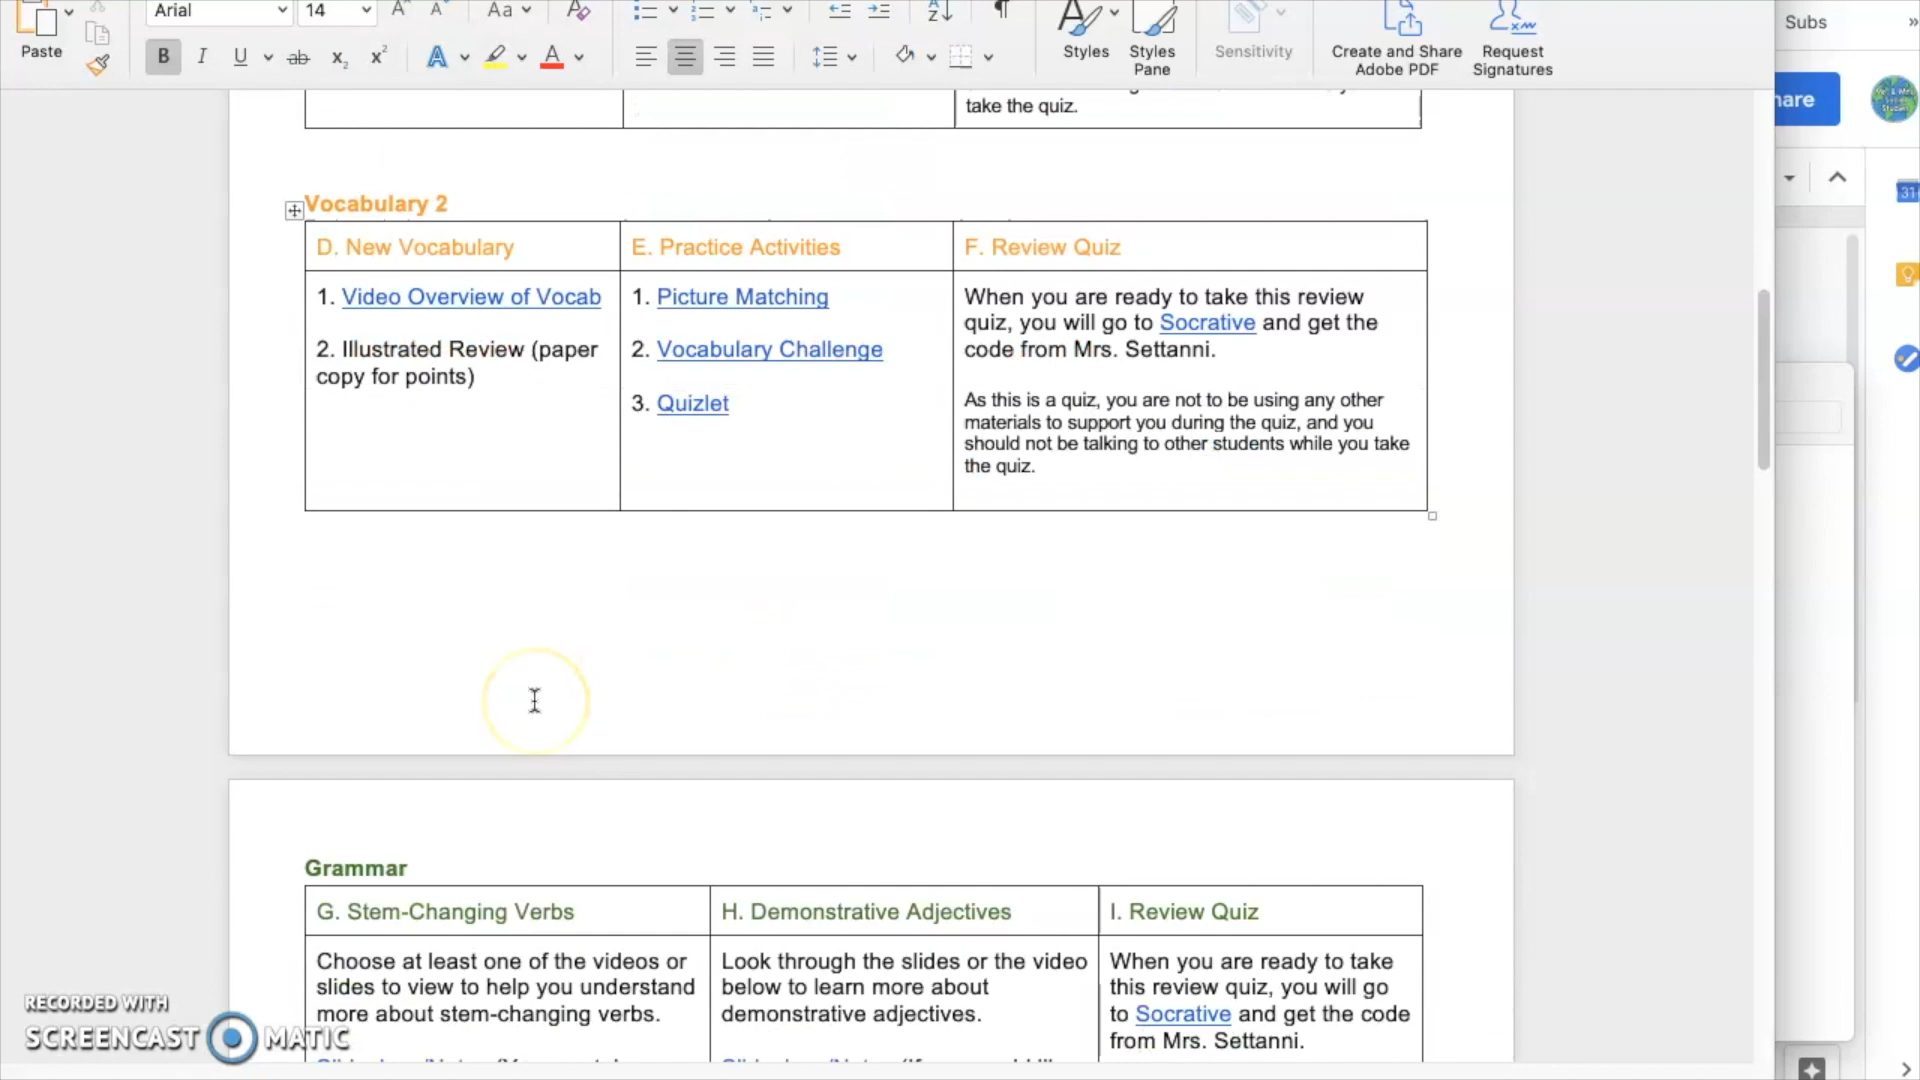 Arial
14
Aa
Subs
Paste
B I U ab x₂ x² A A
Styles
Styles Pane
Sensitivity
Create and Share Adobe PDF
Request Signatures
hare
31
take the quiz.
Vocabulary 2
D. New Vocabulary
E. Practice Activities
F. Review Quiz
1. Video Overview of Vocab
2. Illustrated Review (paper
copy for points)
1. Picture Matching
2. Vocabulary Challenge
3. Quizlet
When you are ready to take this review
quiz, you will go to Socrative and get the
code from Mrs. Settanni.
As this is a quiz, you are not to be using any other
materials to support you during the quiz, and you
should not be talking to other students while you take
the quiz.
Grammar
G. Stem-Changing Verbs
H. Demonstrative Adjectives
I. Review Quiz
Choose at least one of the videos or
slides to view to help you understand
more about stem-changing verbs.
Look through the slides or the video
below to learn more about
demonstrative adjectives.
When you are ready to take
this review quiz, you will go
to Socrative and get the code
from Mrs. Settanni.
RECORDED WITH
SCREENCAST MATIC